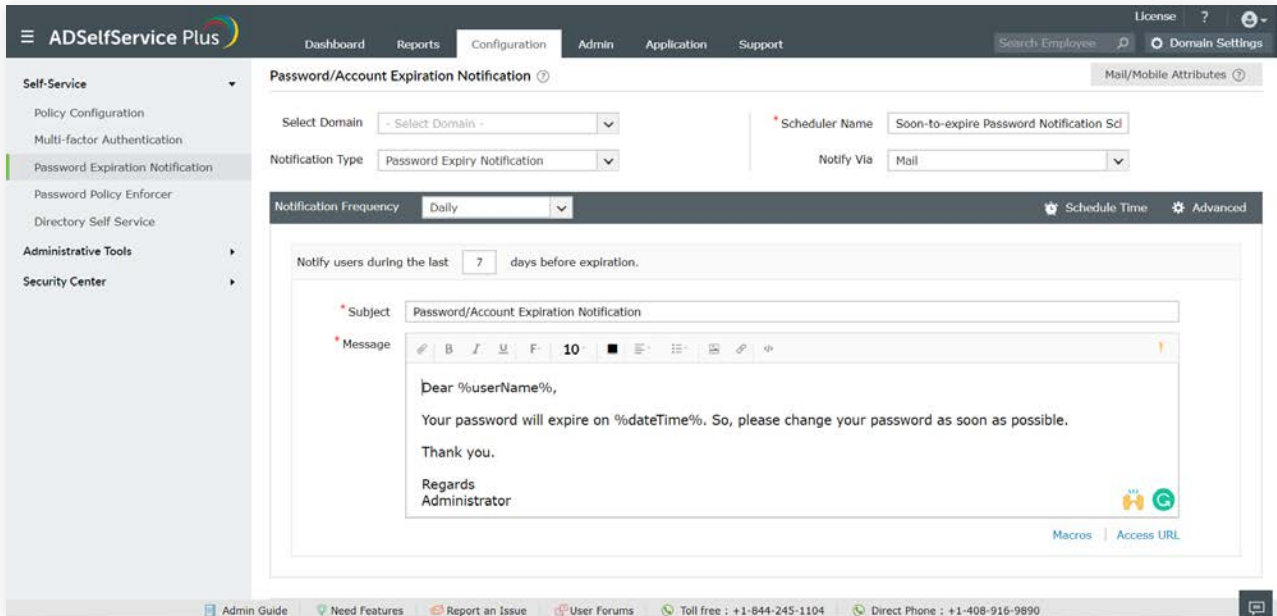 License ?
ADSelfService Plus
Dashboard Reports Configuration Admin Application Support
Search Employee Domain Settings
Self-Service
Policy Configuration
Multi-factor Authentication
Password Expiration Notification
Password Policy Enforcer
Directory Self Service
Administrative Tools
Security Center
Password/Account Expiration Notification ?
Mail/Mobile Attributes ?
Select Domain - Select Domain -
* Scheduler Name Soon-to-expire Password Notification Scl
Notification Type Password Expiry Notification
Notify Via Mail
Notification Frequency Daily
Schedule Time Advanced
Notify users during the last 7 days before expiration.
* Subject Password/Account Expiration Notification
* Message
B I U F 10
Dear %userName%,
Your password will expire on %dateTime%. So, please change your password as soon as possible.
Thank you.
Regards
Administrator
Macros | Access URL
Admin Guide Need Features Report an Issue User Forums Toll free : +1-844-245-1104 Direct Phone : +1-408-916-9890